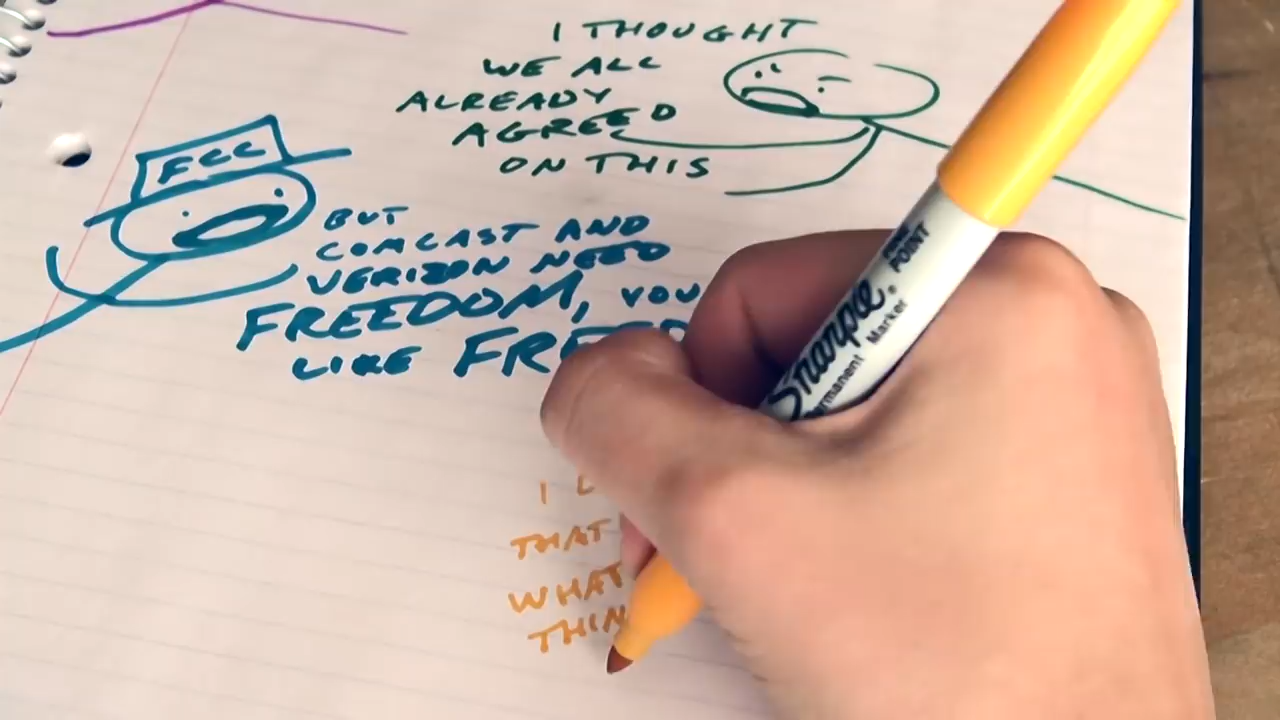 I THOUGHT
WE ALL
ALREADY
AGREED
ON THIS
FCC
BUT
COMCAST AND
VERIZON NEED
FREEDOM, YOU
LIKE
I
THAT
WHAT
Sharpie
FINE
POINT
Permanent Marker